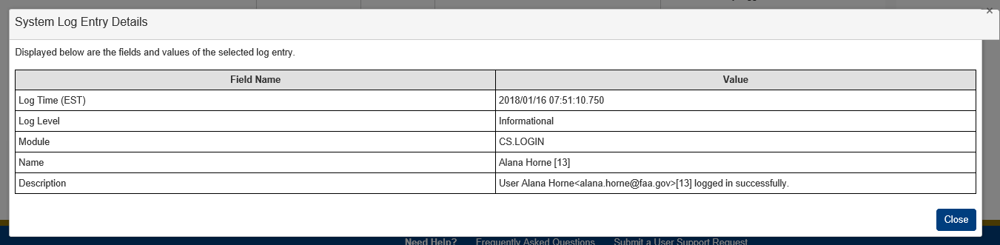 System Log Entry Details
×
Displayed below are the fields and values of the selected log entry.
Field Name Value
Log Time (EST) 2018/01/16 07:51:10.750
Log Level Informational
Module CS.LOGIN
Name Alana Horne [13]
Description User Alana Horne<alana.horne@faa.gov>[13] logged in successfully.
Close
Need Help? Frequently Asked Questions Submit a User Support Request